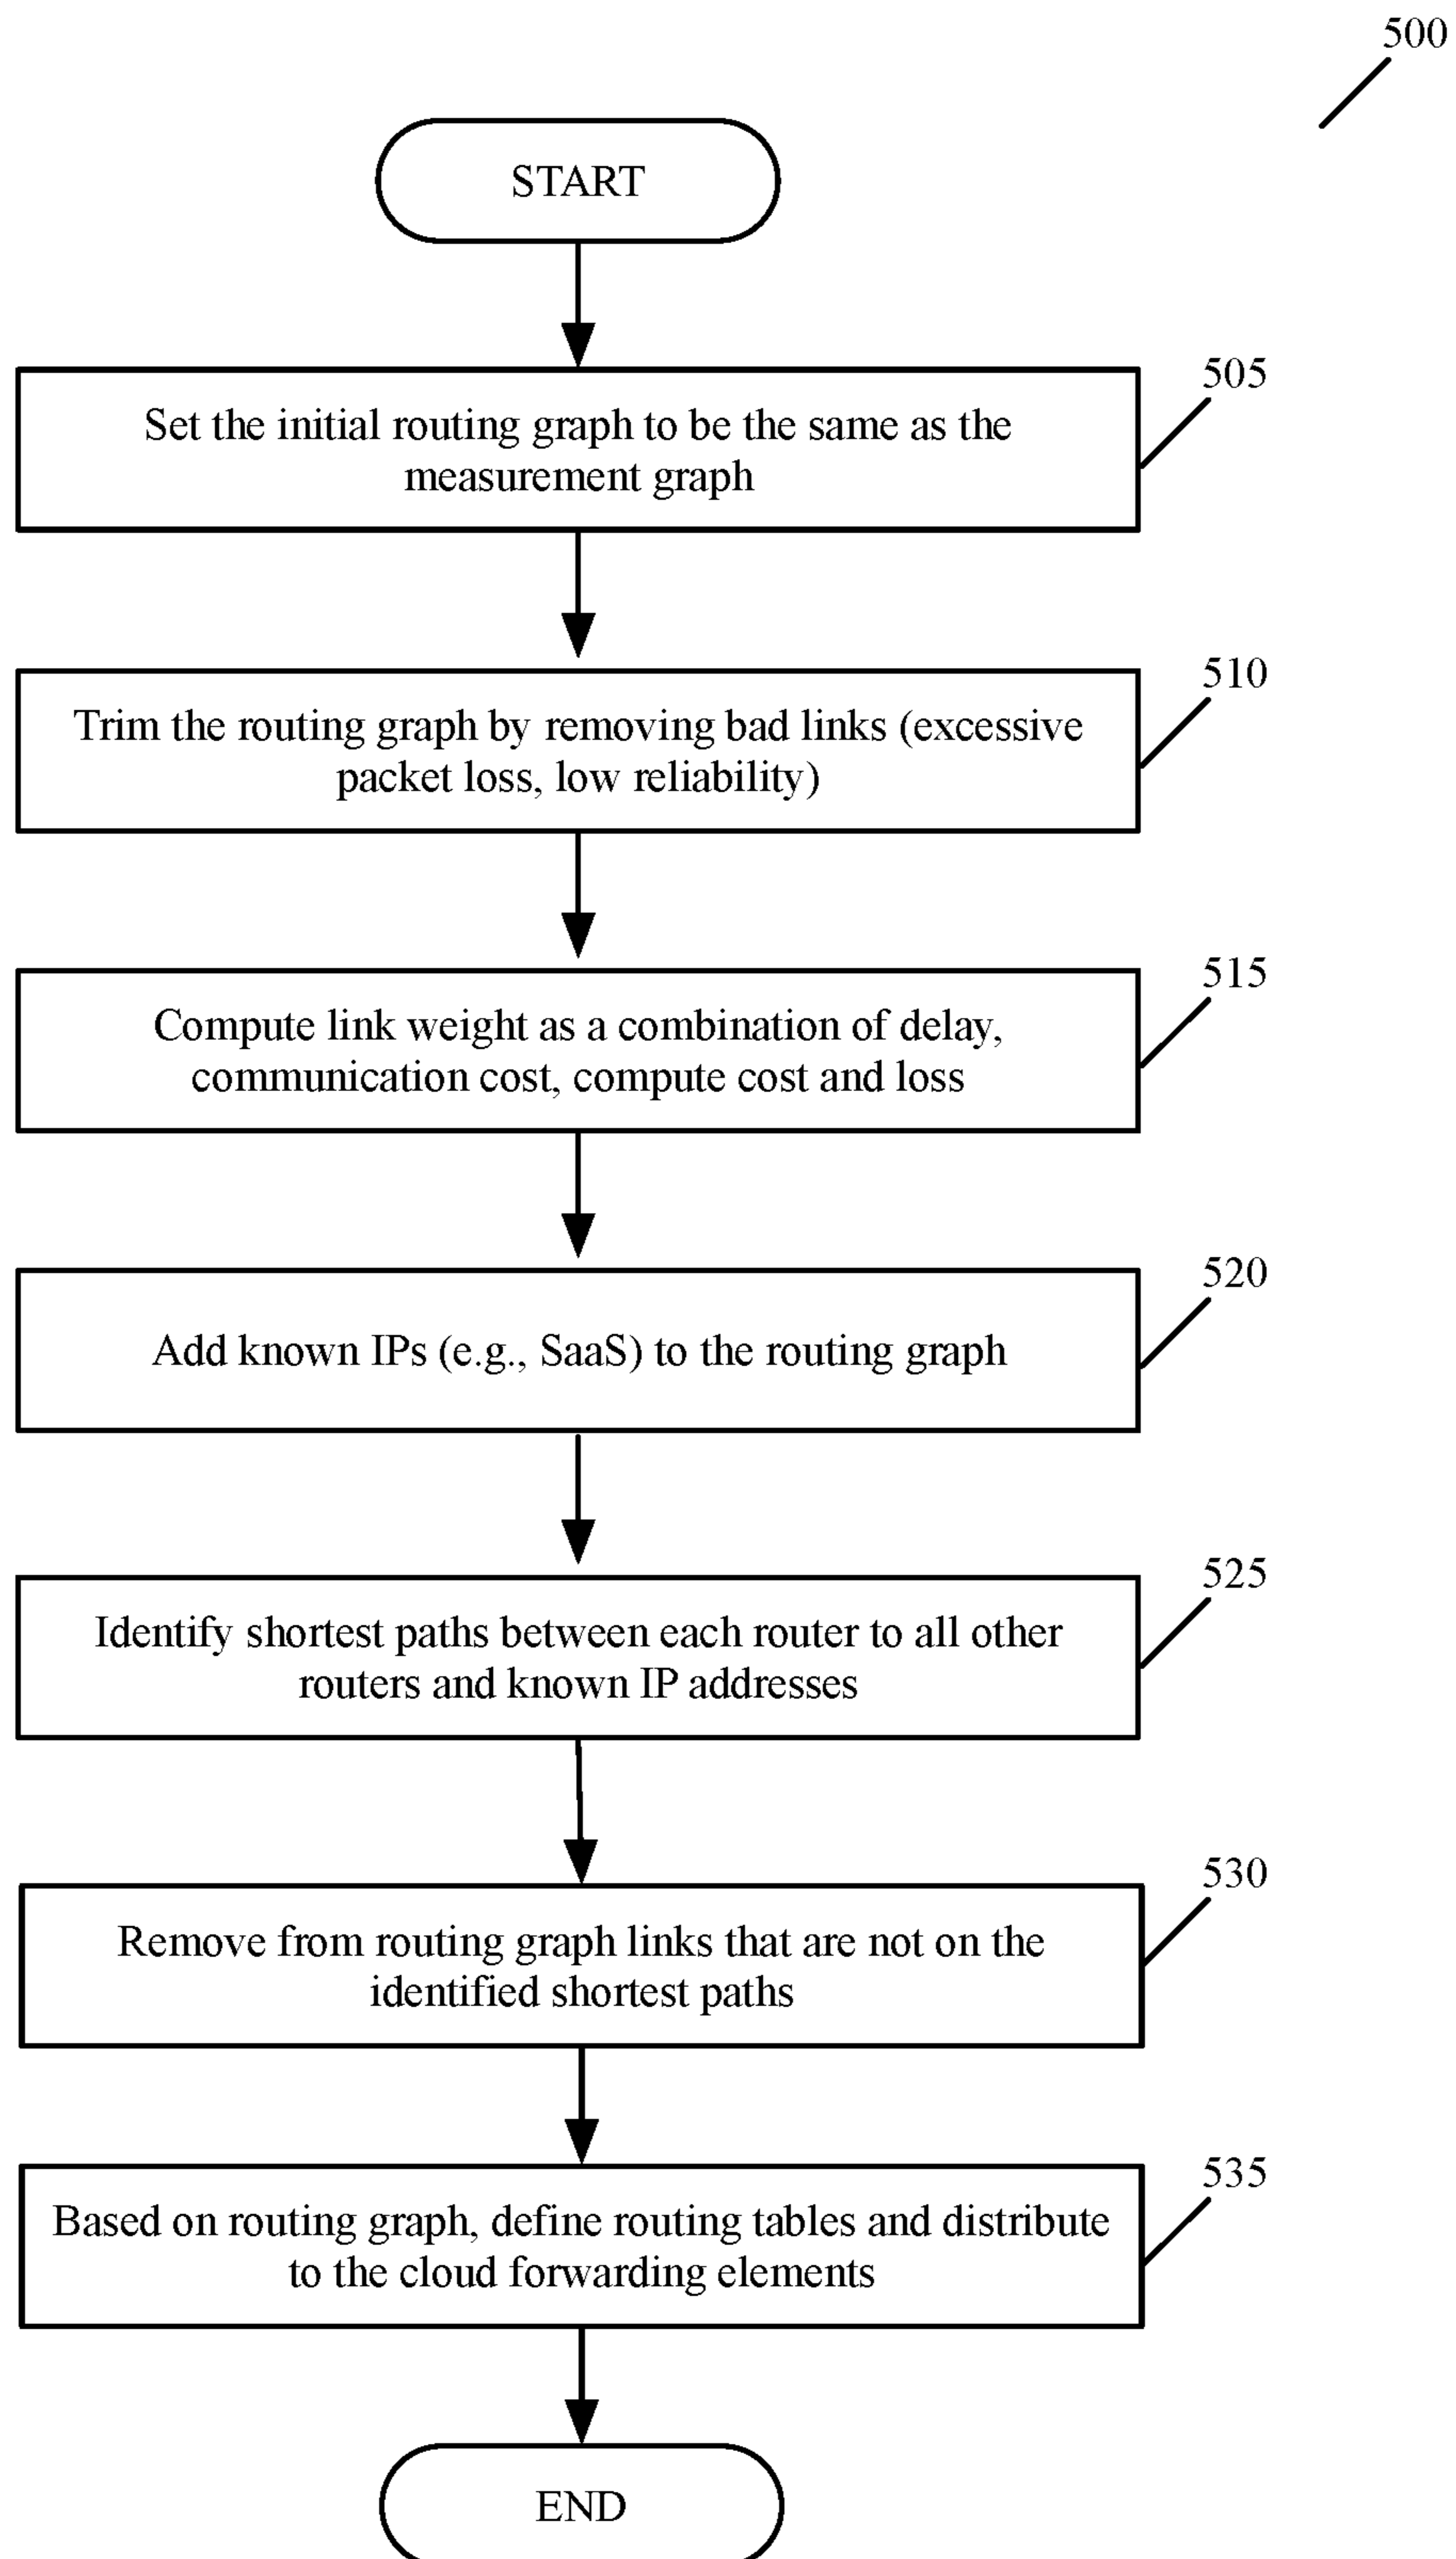 500
START
505
Set the initial routing graph to be the same as the
measurement graph
510
Trim the routing graph by removing bad links (excessive
packet loss, low reliability)
515
Compute link weight as a combination of delay,
communication cost, compute cost and loss
520
Add known IPs (e.g., SaaS) to the routing graph
525
Identify shortest paths between each router to all other
routers and known IP addresses
530
Remove from routing graph links that are not on the
identified shortest paths
535
Based on routing graph, define routing tables and distribute
to the cloud forwarding elements
END